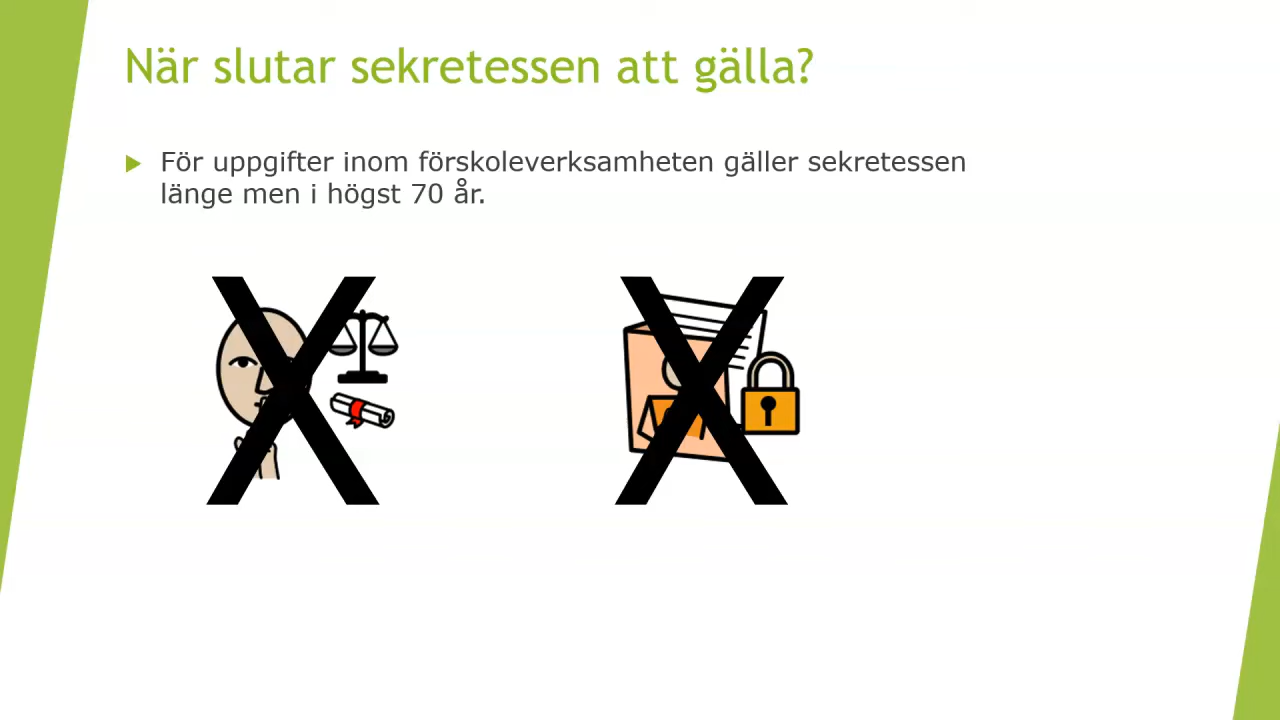 När slutar sekretessen att gälla?
För uppgifter inom förskoleverksamheten gäller sekretessen
länge men i högst 70 år.